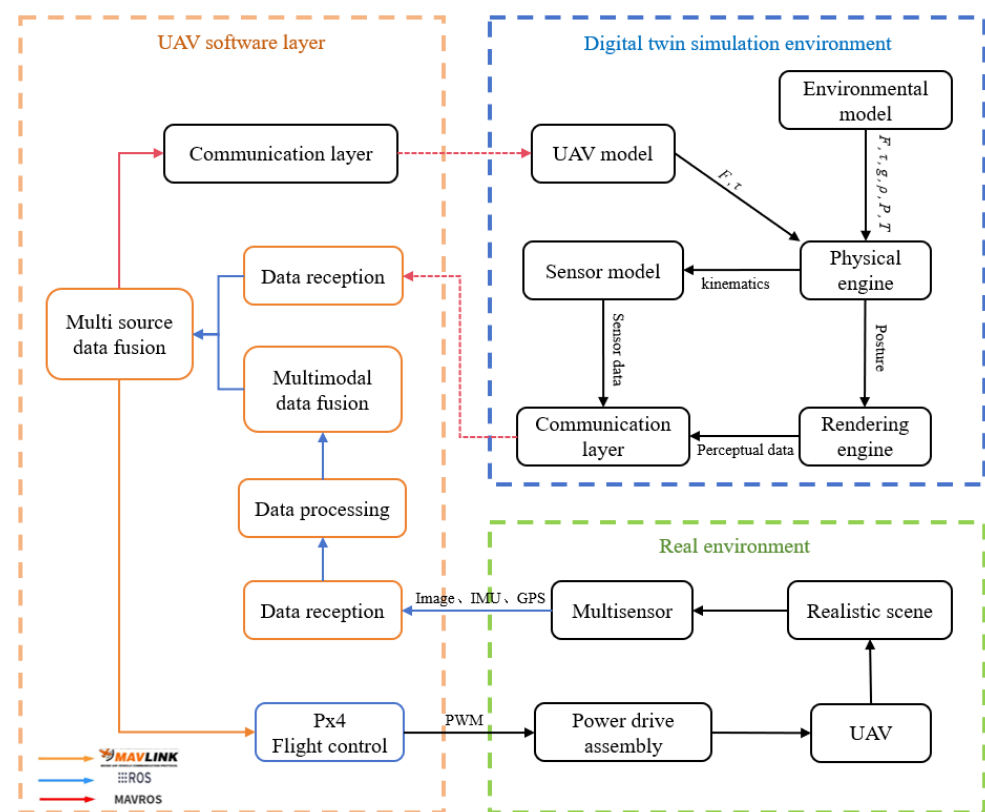 UAV software layer
Communication layer
Data reception
Multi source
data fusion
Multimodal
data fusion
Data processing
Data reception
Px4
Flight control
MAVLINK
ROS
MAVROS
Digital twin simulation environment
Environmental
model
UAV model
F,τ
F,τ,g,ρ,P,T
Sensor model
kinematics
Physical
engine
Sensor data
Posture
Communication
layer
Perceptual data
Rendering
engine
Real environment
Image、IMU、GPS
Multisensor
Realistic scene
PWM
Power drive
assembly
UAV